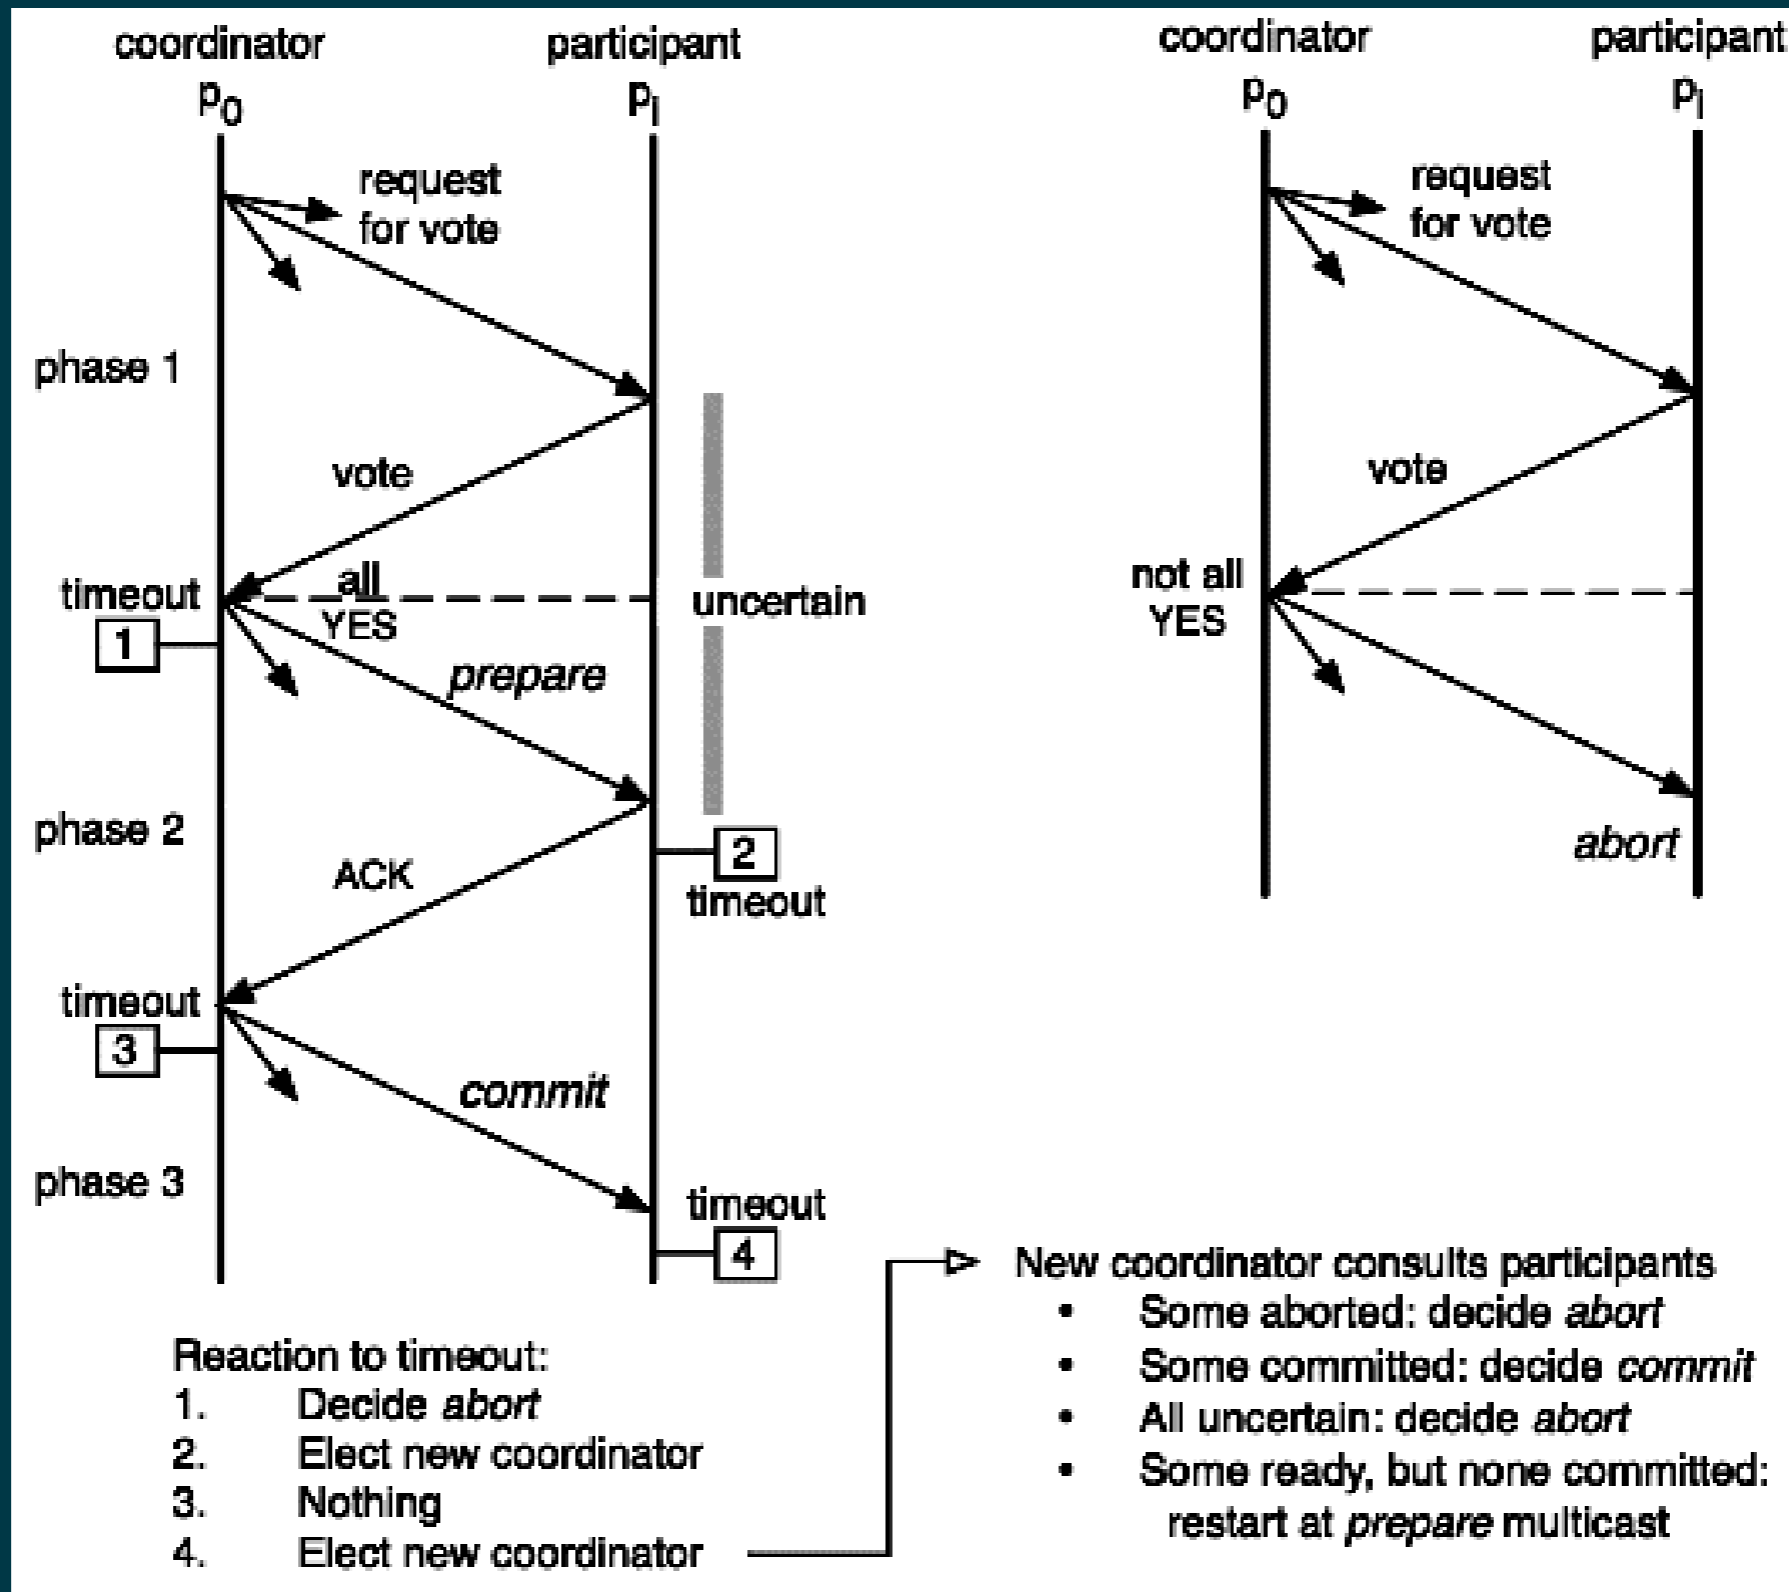 coordinator
participant
p0
pi
request
for vote
phase 1
vote
timeout
all
YES
1
uncertain
prepare
phase 2
2
timeout
ACK
timeout
3
commit
phase 3
timeout
4
Reaction to timeout:
1. Decide abort
2. Elect new coordinator
3. Nothing
4. Elect new coordinator
coordinator
participant
p0
pi
request
for vote
vote
not all
YES
abort
New coordinator consults participants
• Some aborted: decide abort
• Some committed: decide commit
• All uncertain: decide abort
• Some ready, but none committed:
restart at prepare multicast